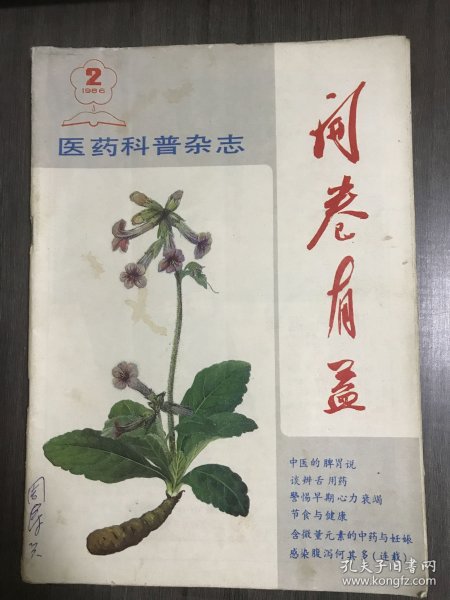 2
1986
医药科普杂志
开卷有益
中医的脾胃说
谈辨舌用药
警惕早期心力衰竭
节食与健康
含微量元素的中药与妊娠
感染腹泻何其多(连载)
孔夫子旧书网